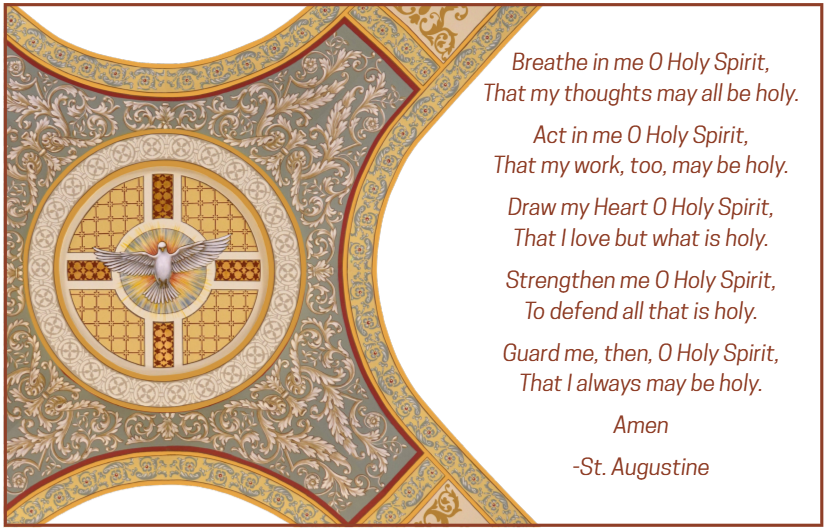 Breathe in me O Holy Spirit,
That my thoughts may all be holy.
Act in me O Holy Spirit,
That my work, too, may be holy.
Draw my Heart O Holy Spirit,
That I love but what is holy.
Strengthen me O Holy Spirit,
To defend all that is holy.
Guard me, then, O Holy Spirit,
That I always may be holy.
Amen
-St. Augustine